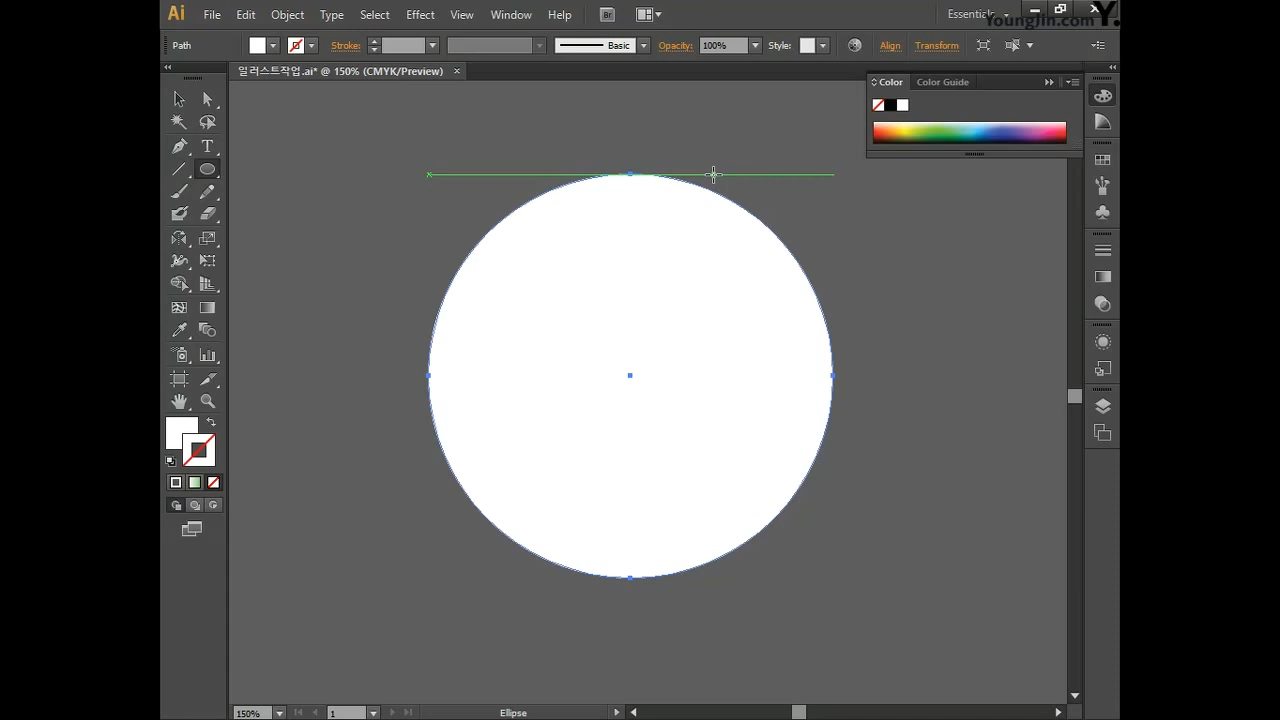 Ai File Edit Object Type Select Effect View Window Help Br
YoungJin.com Y.
Path Stroke: Basic Opacity: 100% Style: Align Transform
일러스트작업.ai* @ 150% (CMYK/Preview) ×
Color Color Guide
T
150% 1 Ellipse